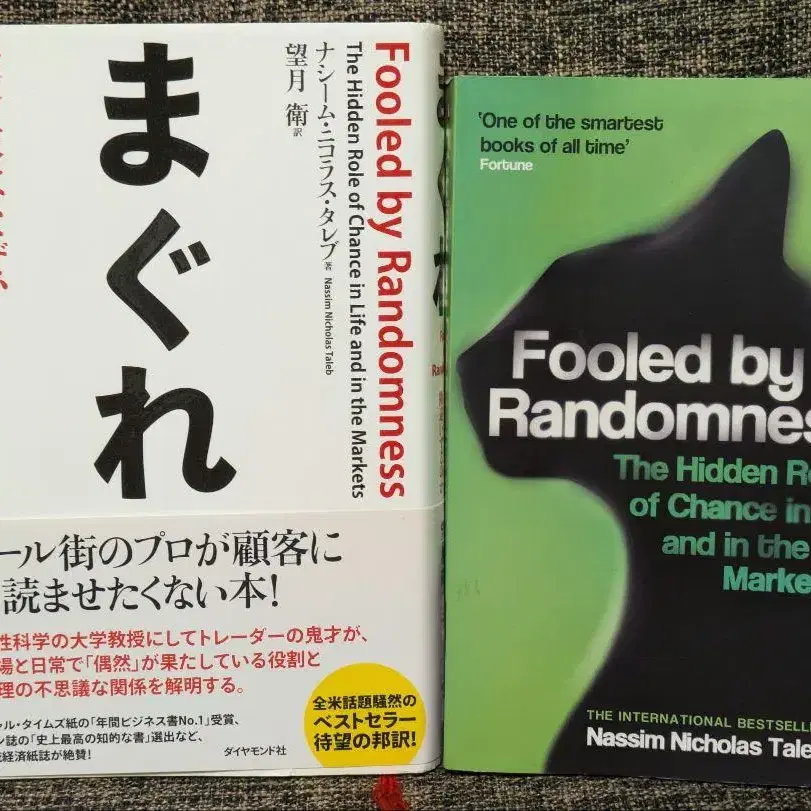 まぐれ
Fooled by Randomness
The Hidden Role of Chance in Life and in the Markets
ナシーム・ニコラス・タレブ 著
Nassim Nicholas Taleb
望月 衛 訳
ール街のプロが顧客に
読ませたくない本!
性科学の大学教授にしてトレーダーの鬼才が、
場と日常で「偶然」が果たしている役割と
理の不思議な関係を解明する。
ャル・タイムズ紙の「年間ビジネス書No.1」受賞、
ン誌の「史上最高の知的な書」選出など、
経済紙誌が絶賛!
全米話題騒然の
ベストセラー
待望の邦訳!
ダイヤモンド社
'One of the smartest
books of all time'
Fortune
Fooled by
Randomnes
The Hidden Ro
of Chance in
and in the
Marke
THE INTERNATIONAL BESTSELLE
Nassim Nicholas Tale